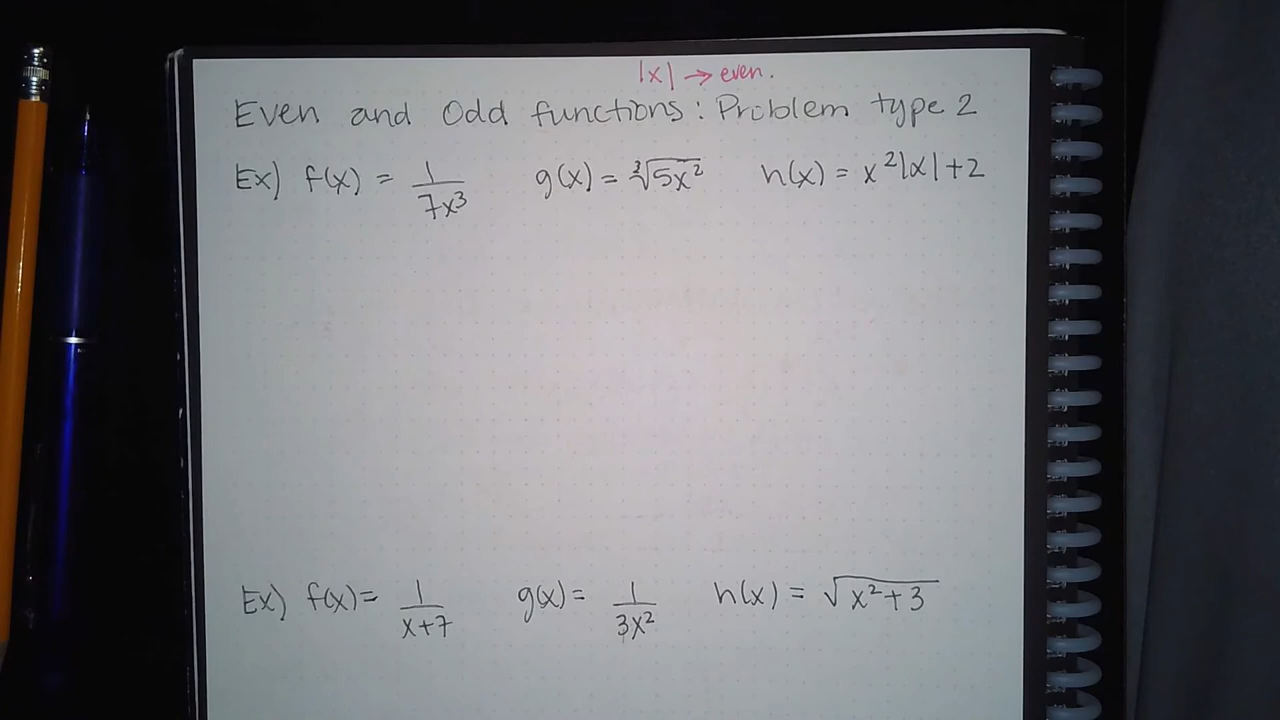 |x| → even.
Even and Odd functions: Problem type 2
Ex) f(x) = 1/7x³ g(x) = ∛5x² h(x) = x²|x|+2
Ex) f(x) = 1/x+7 g(x) = 1/3x² h(x) = √x²+3